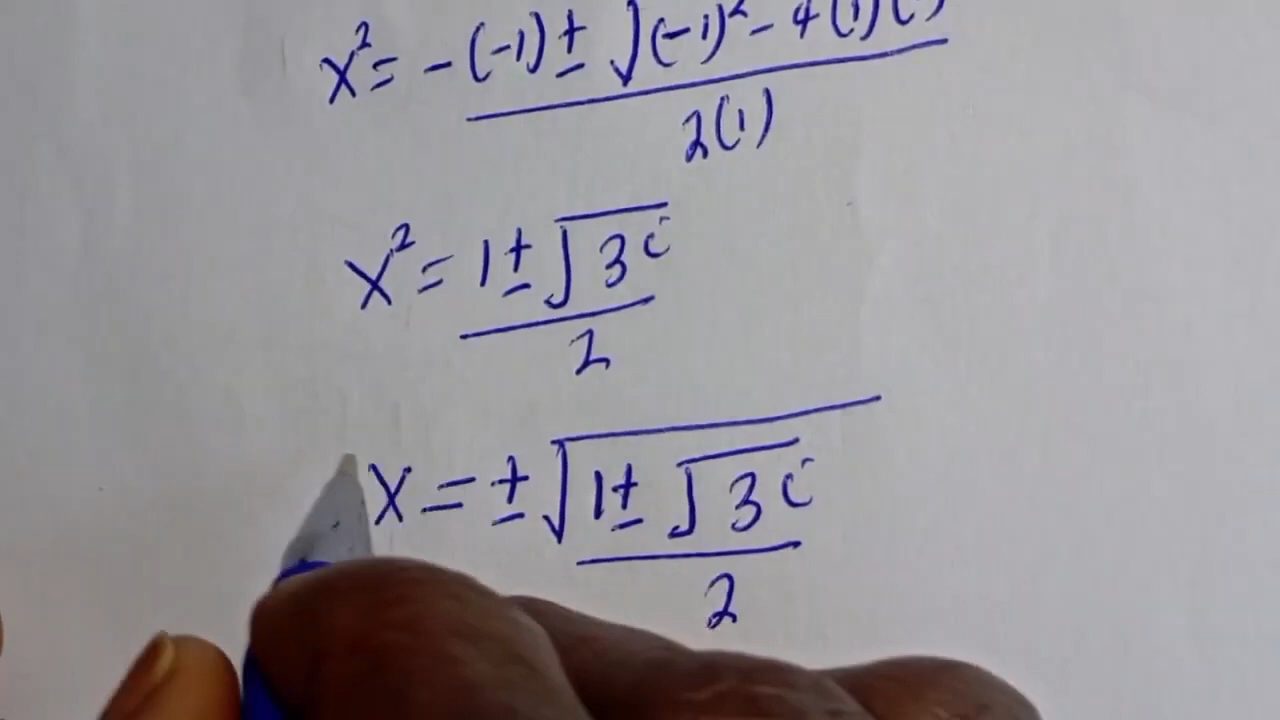 x² = -(-1) ± √(-1)² - 4(1)(
2(1)
x² = 1 ± √3i
2
x = ± √1 ± √3i
2